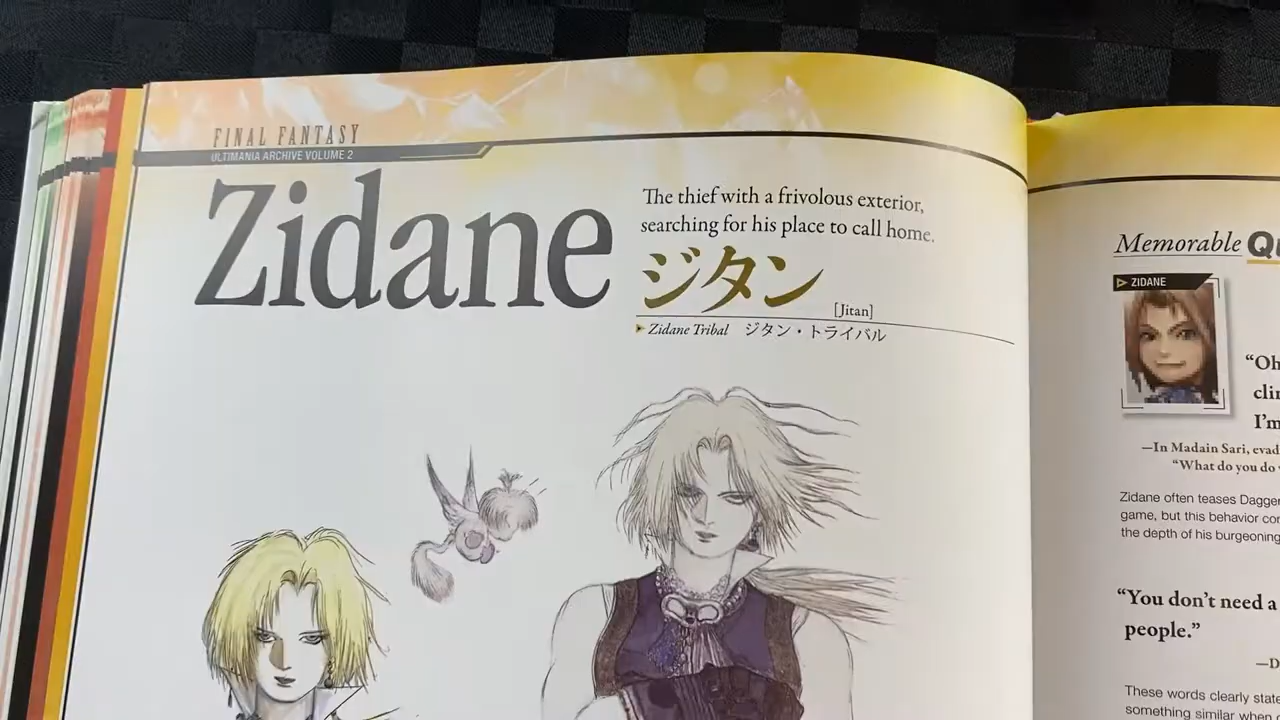 FINAL FANTASY
ULTIMANIA ARCHIVE VOLUME 2
Zidane
The thief with a frivolous exterior,
searching for his place to call home.
ジタン
[Jitan]
Zidane Tribal ジタン・トライバル
Memorable
ZIDANE
“Oh
I’m
—In Madain Sari, evad
“What do you do
Zidane often teases Dagger
game, but this behavior
the depth of his burgeoning
“You don’t need a
people.”
—D
These words clearly state
something similar when